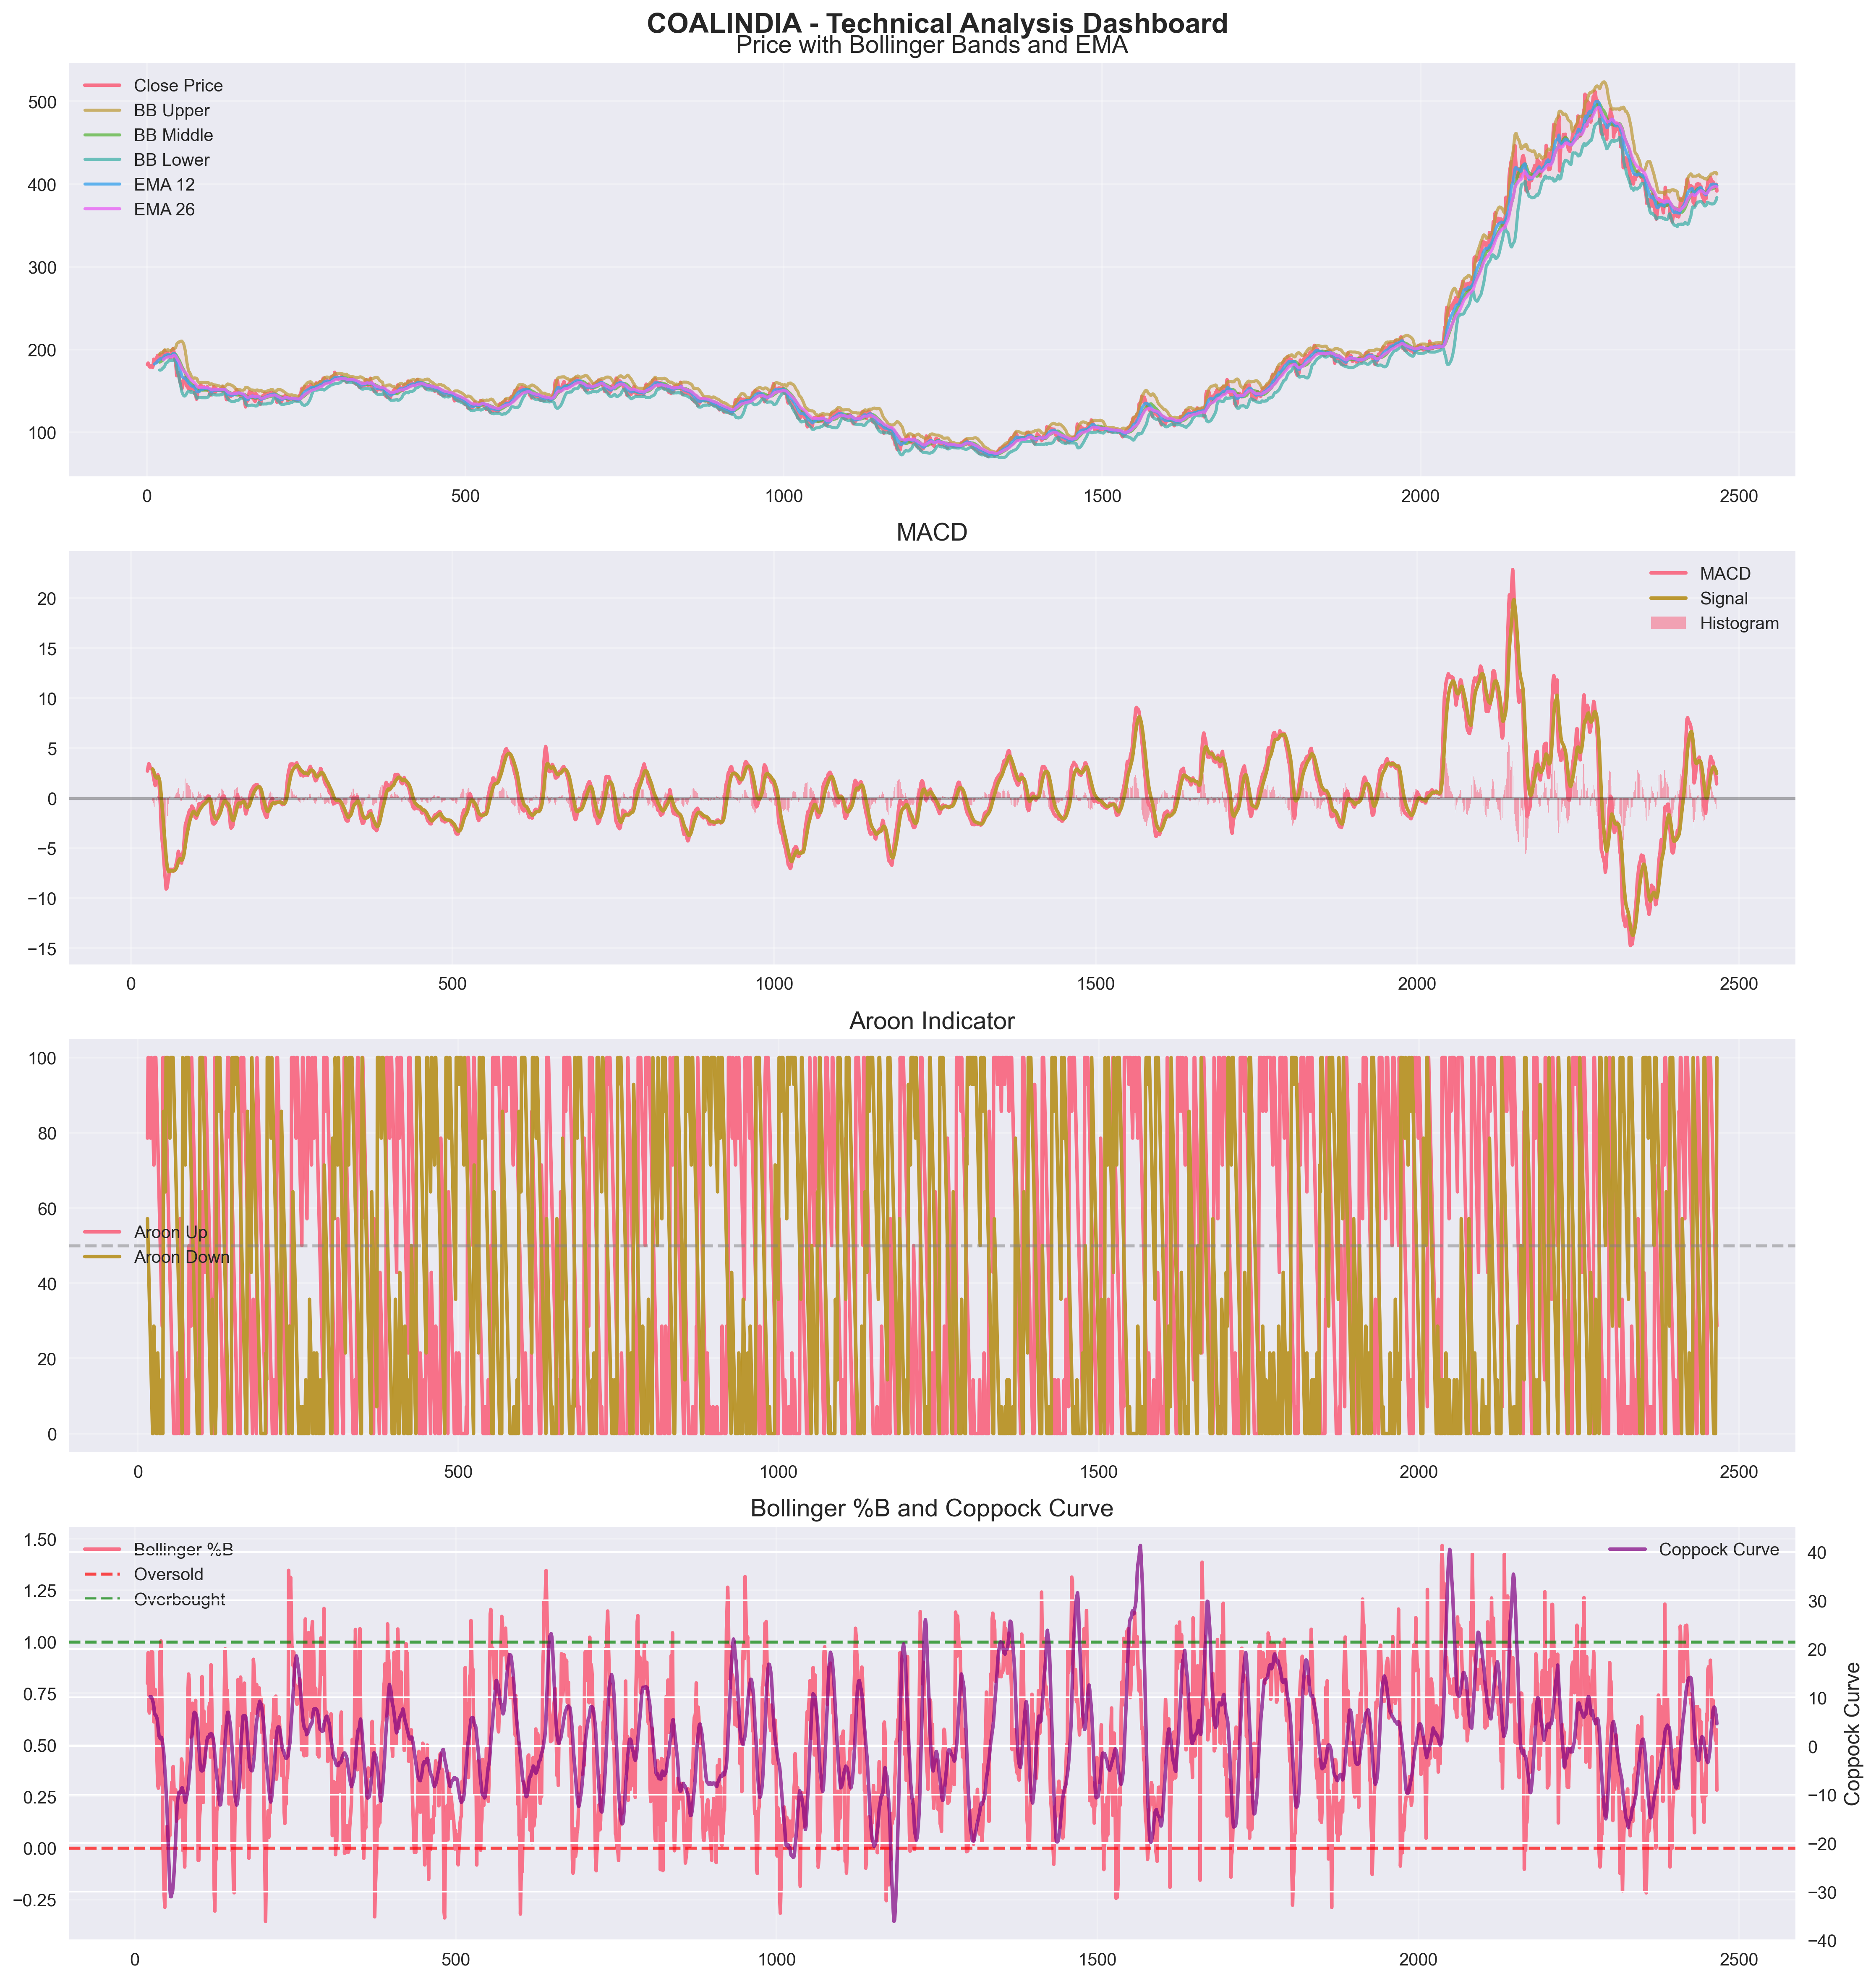 COALINDIA - Technical Analysis Dashboard
Price with Bollinger Bands and EMA
Close Price
BB Upper
BB Middle
BB Lower
EMA 12
EMA 26
500
400
300
200
100
0 500 1000 1500 2000 2500
MACD
MACD
Signal
Histogram
20
15
10
5
0
−5
−10
−15
0 500 1000 1500 2000 2500
Aroon Indicator
100
80
60
40
20
0
Aroon Up
Aroon Down
0 500 1000 1500 2000 2500
Bollinger %B and Coppock Curve
Bollinger %B
Oversold
Overbought
Coppock Curve
1.50
1.25
1.00
0.75
0.50
0.25
0.00
−0.25
40
30
20
10
0
−10
−20
−30
−40
Coppock Curve
0 500 1000 1500 2000 2500